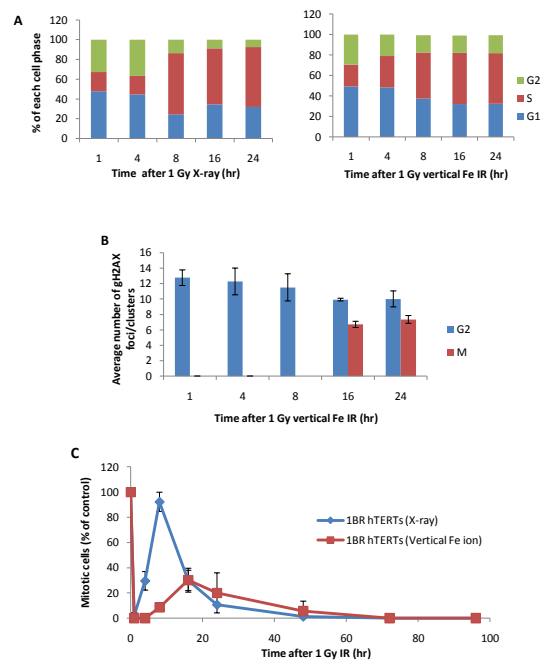 A
% of each cell phase
120
100
80
60
40
20
0
1 4 8 16 24
Time after 1 Gy X-ray (hr)
120
100
80
60
40
20
0
1 4 8 16 24
Time after 1 Gy vertical Fe IR (hr)
G2
S
G1
B
Average number of gH2AX
foci/clusters
16
14
12
10
8
6
4
2
0
1 4 8 16 24
Time after 1 Gy vertical Fe IR (hr)
G2
M
C
Mitotic cells (% of control)
120
100
80
60
40
20
0
0 20 40 60 80 100
Time after 1 Gy IR (hr)
1BR hTERTs (X-ray)
1BR hTERTs (Vertical Fe ion)